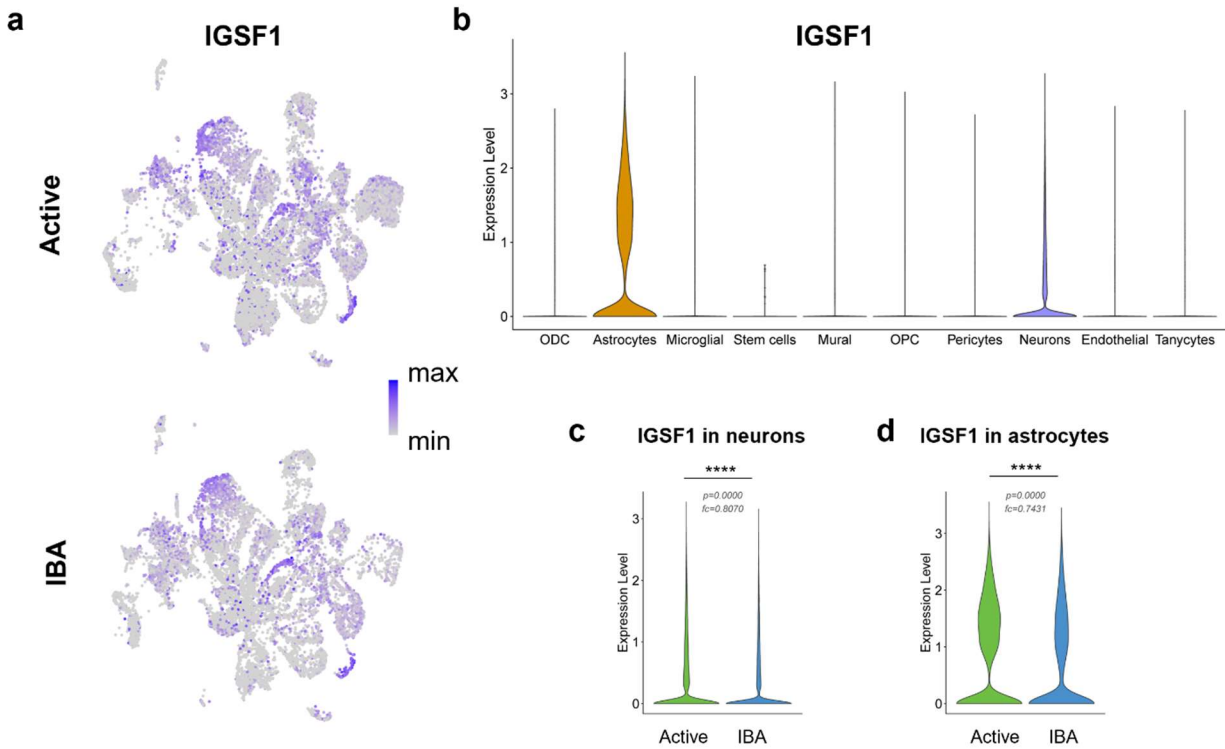 a
IGSF1
Active
max
min
IBA
b
IGSF1
Expression Level
3
2
1
0
ODC Astrocytes Microglial Stem cells Mural OPC Pericytes Neurons Endothelial Tanycytes
c
IGSF1 in neurons
****
p=0.0000
fc=0.8070
Expression Level
3
2
1
0
Active IBA
d
IGSF1 in astrocytes
****
p=0.0000
fc=0.7431
Expression Level
3
2
1
0
Active IBA